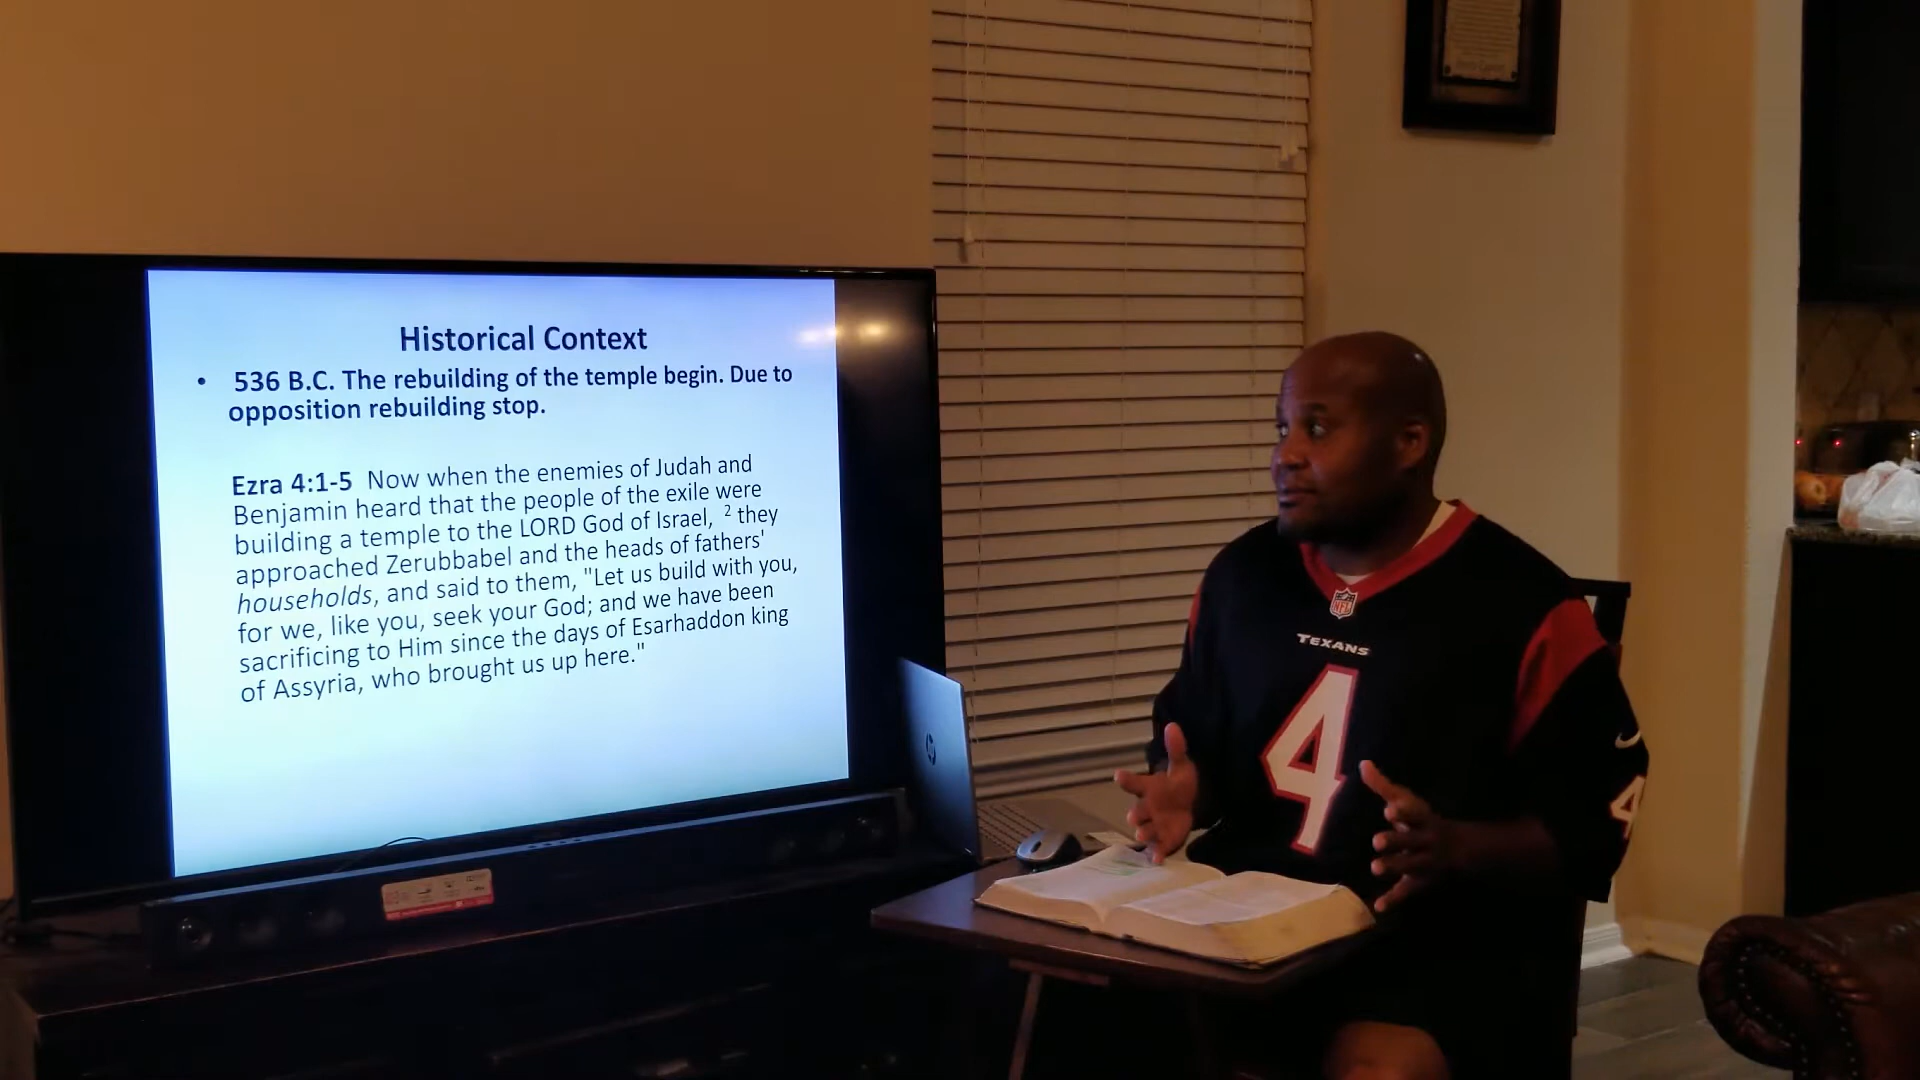 Historical Context
• 536 B.C. The rebuilding of the temple begin. Due to
opposition rebuilding stop.
Ezra 4:1-5 Now when the enemies of Judah and
Benjamin heard that the people of the exile were
building a temple to the LORD God of Israel, 2 they
approached Zerubbabel and the heads of fathers'
households, and said to them, "Let us build with you,
for we, like you, seek your God; and we have been
sacrificing to Him since the days of Esarhaddon king
of Assyria, who brought us up here."
hp
NFL
TEXANS
4
4